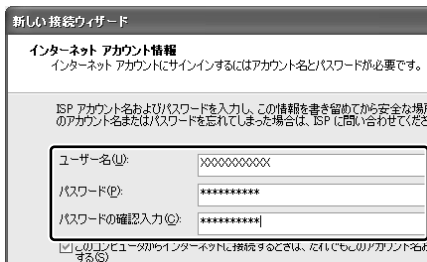 新しい接続ウィザード
インターネット アカウント情報
インターネット アカウントにサインインするにはアカウント名とパスワードが必要です。
ISP アカウント名およびパスワードを入力し、この情報を書き留めてから安全な場所
のアカウント名またはパスワードを忘れてしまった場合は、ISP に問い合わせてくださ
ユーザー名(U):
XXXXXXXXXX
パスワード(P):
**********
パスワードの確認入力(C):
**********
このコンピュータからインターネットに接続するときは、だれでもこのアカウント名お
する(S)